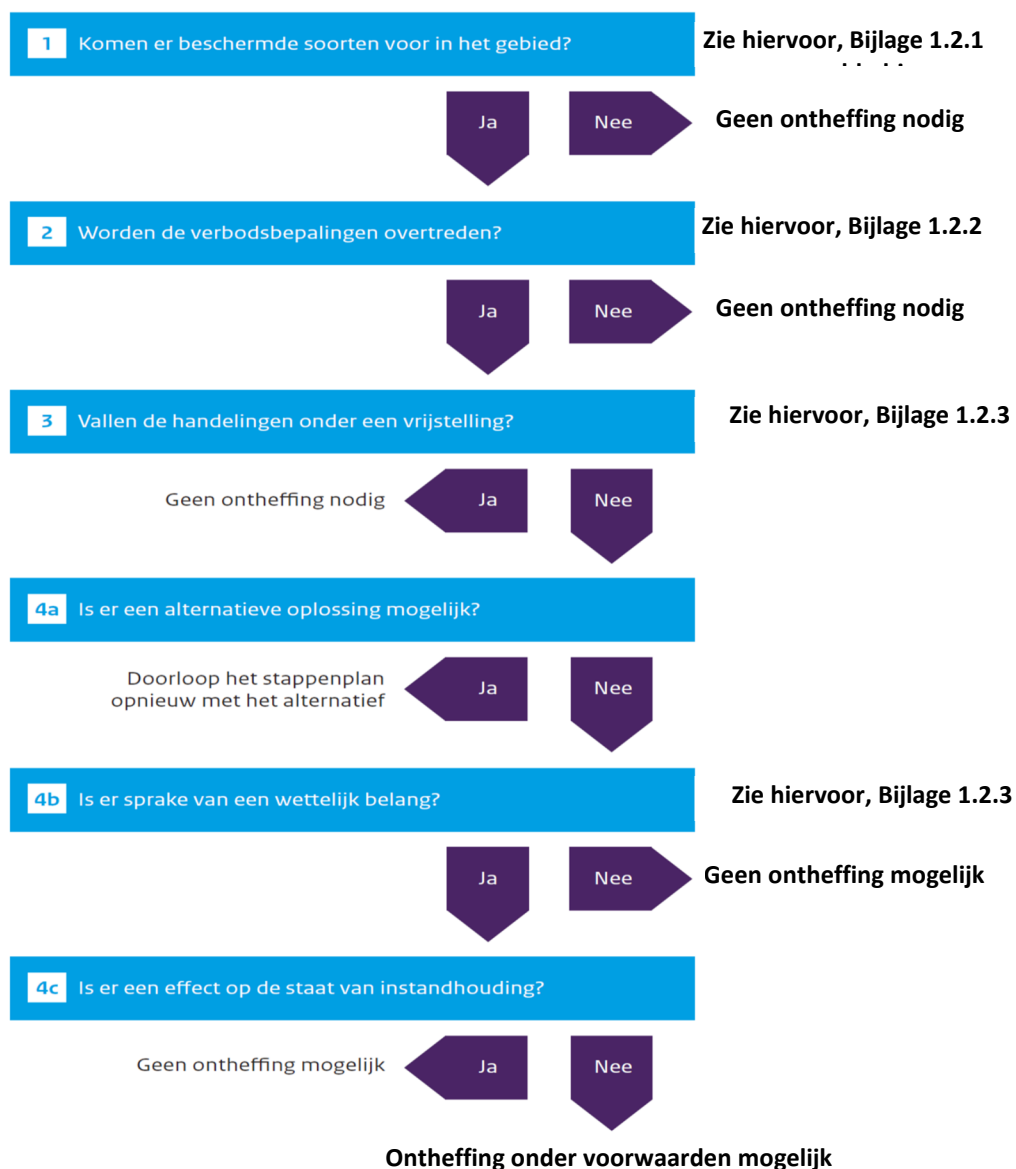 1 Komen er beschermde soorten voor in het gebied? Zie hiervoor, Bijlage 1.2.1
Ja Nee Geen ontheffing nodig
2 Worden de verbodsbepalingen overtreden? Zie hiervoor, Bijlage 1.2.2
Ja Nee Geen ontheffing nodig
3 Vallen de handelingen onder een vrijstelling? Zie hiervoor, Bijlage 1.2.3
Geen ontheffing nodig Ja Nee
4a Is er een alternatieve oplossing mogelijk?
Doorloop het stappenplan
opnieuw met het alternatief Ja Nee
4b Is er sprake van een wettelijk belang? Zie hiervoor, Bijlage 1.2.3
Ja Nee Geen ontheffing mogelijk
4c Is er een effect op de staat van instandhouding?
Geen ontheffing mogelijk Ja Nee
Ontheffing onder voorwaarden mogelijk